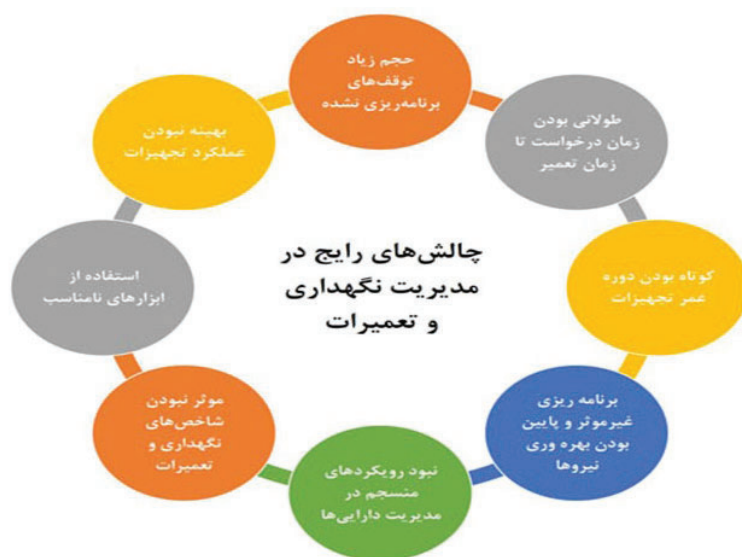 حجم زیاد
توقف‌های
برنامه‌ریزی نشده
طولانی بودن
زمان درخواست تا
زمان تعمیر
کوتاه بودن دوره
عمر تجهیزات
برنامه ریزی
غیرموثر و پایین
بودن بهره وری
نیروها
نبود رویکردهای
منسجم در
مدیریت دارایی‌ها
موثر نبودن
شاخص‌های
نگهداری و
تعمیرات
استفاده از
ابزارهای نامناسب
بهینه نبودن
عملکرد تجهیزات
چالش‌های رایج در
مدیریت نگهداری
و تعمیرات